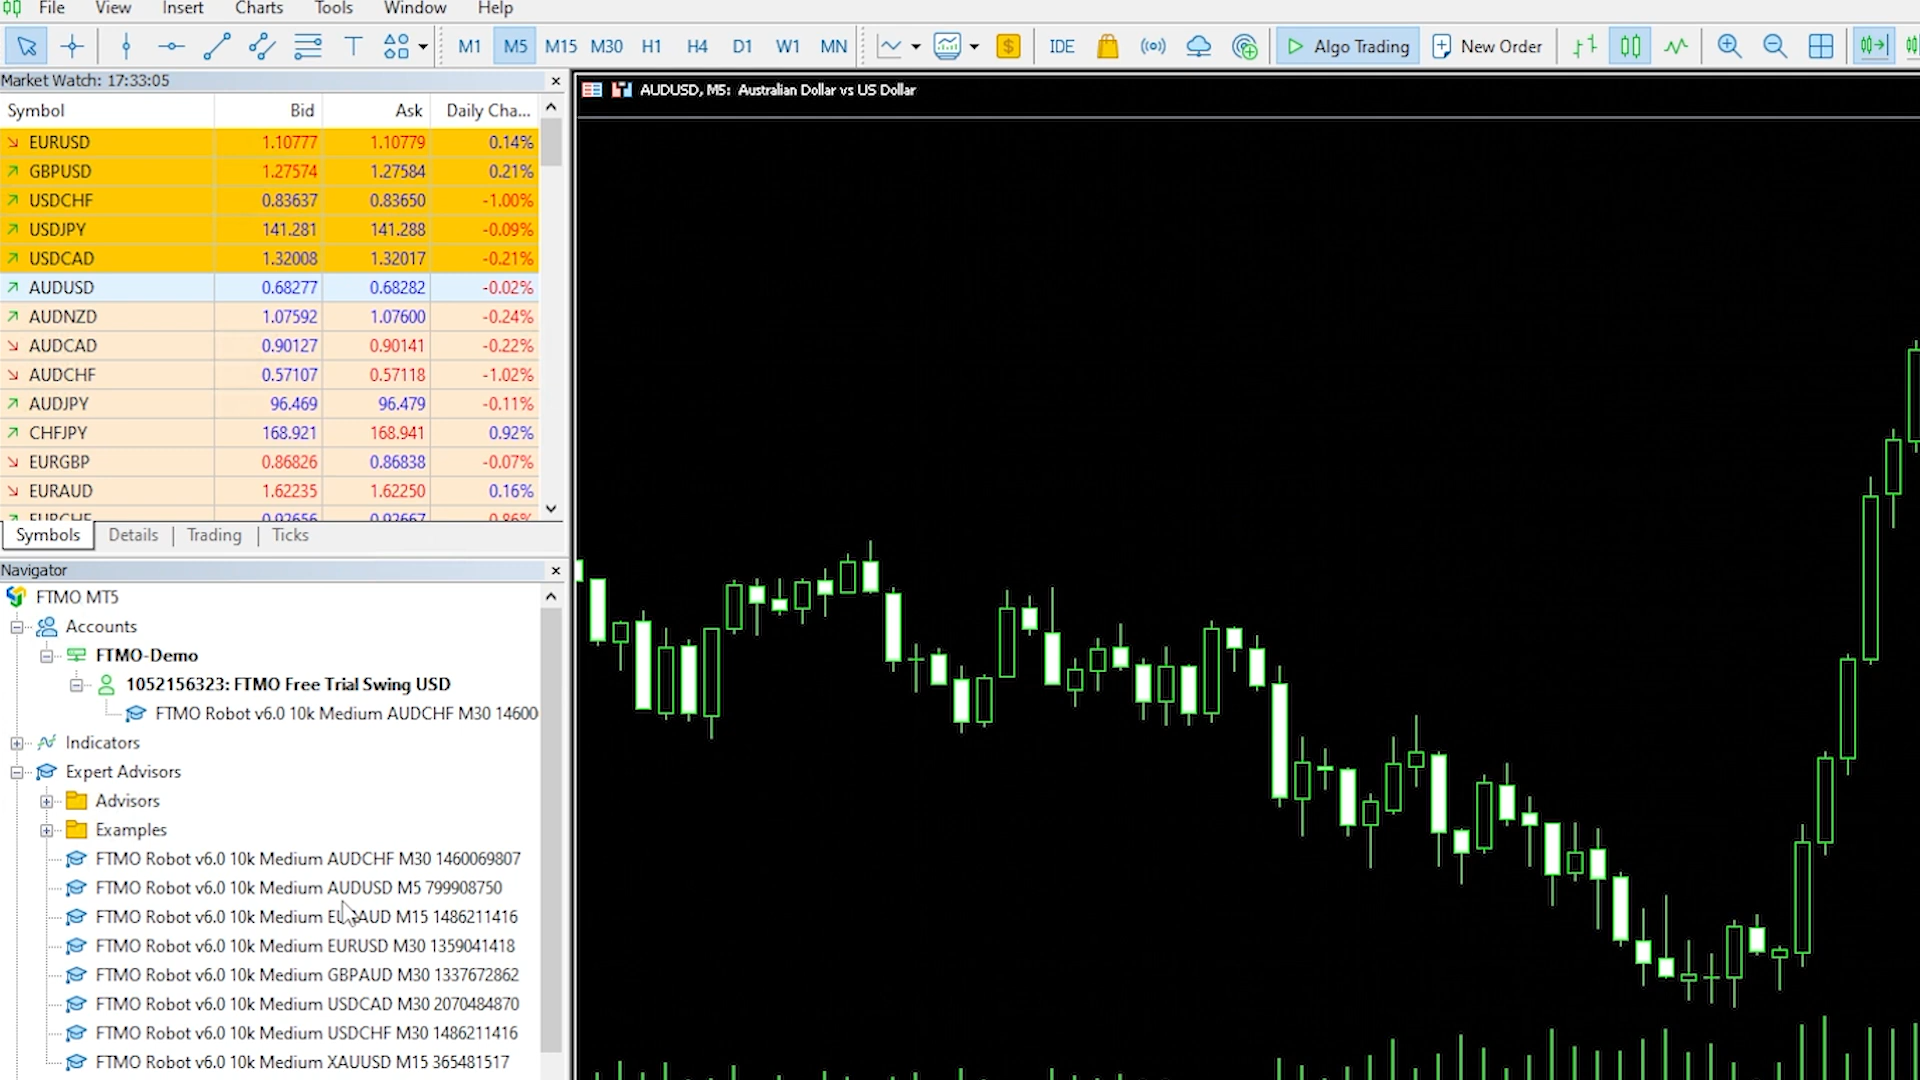 File View Insert Charts Tools Window Help
M1 M5 M15 M30 H1 H4 D1 W1 MN IDE Algo Trading New Order
Market Watch: 17:33:05
Symbol Bid Ask Daily Cha...
EURUSD 1.10777 1.10779 0.14%
GBPUSD 1.27574 1.27584 0.21%
USDCHF 0.83637 0.83650 -1.00%
USDJPY 141.281 141.288 -0.09%
USDCAD 1.32008 1.32017 -0.21%
AUDUSD 0.68277 0.68282 -0.02%
AUDNZD 1.07592 1.07600 -0.24%
AUDCAD 0.90127 0.90141 -0.22%
AUDCHF 0.57107 0.57118 -1.02%
AUDJPY 96.469 96.479 -0.11%
CHFJPY 168.921 168.941 0.92%
EURGBP 0.86826 0.86838 -0.07%
EURAUD 1.62235 1.62250 0.16%
EURCHF 0.92656 0.92667 -0.86%
Symbols Details Trading Ticks
AUDUSD, M5: Australian Dollar vs US Dollar
Navigator
FTMO MT5
Accounts
FTMO-Demo
1052156323: FTMO Free Trial Swing USD
FTMO Robot v6.0 10k Medium AUDCHF M30 14600
Indicators
Expert Advisors
Advisors
Examples
FTMO Robot v6.0 10k Medium AUDCHF M30 1460069807
FTMO Robot v6.0 10k Medium AUDUSD M5 799908750
FTMO Robot v6.0 10k Medium EURAUD M15 1486211416
FTMO Robot v6.0 10k Medium EURUSD M30 1359041418
FTMO Robot v6.0 10k Medium GBPAUD M30 1337672862
FTMO Robot v6.0 10k Medium USDCAD M30 2070484870
FTMO Robot v6.0 10k Medium USDCHF M30 1486211416
FTMO Robot v6.0 10k Medium XAUUSD M15 365481517